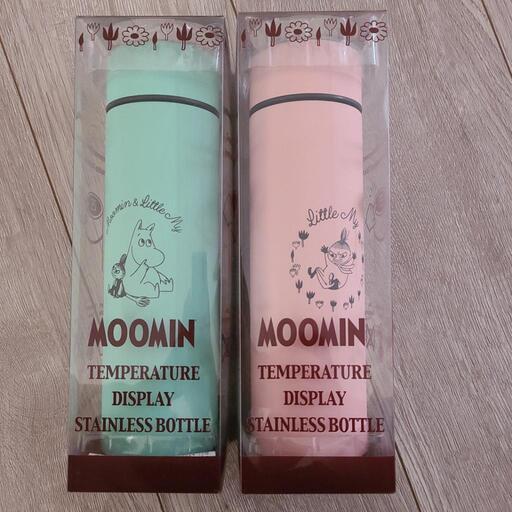 Moomin & Little My
MOOMIN
TEMPERATURE
DISPLAY
STAINLESS BOTTLE
Little My
MOOMIN
TEMPERATURE
DISPLAY
STAINLESS BOTTLE